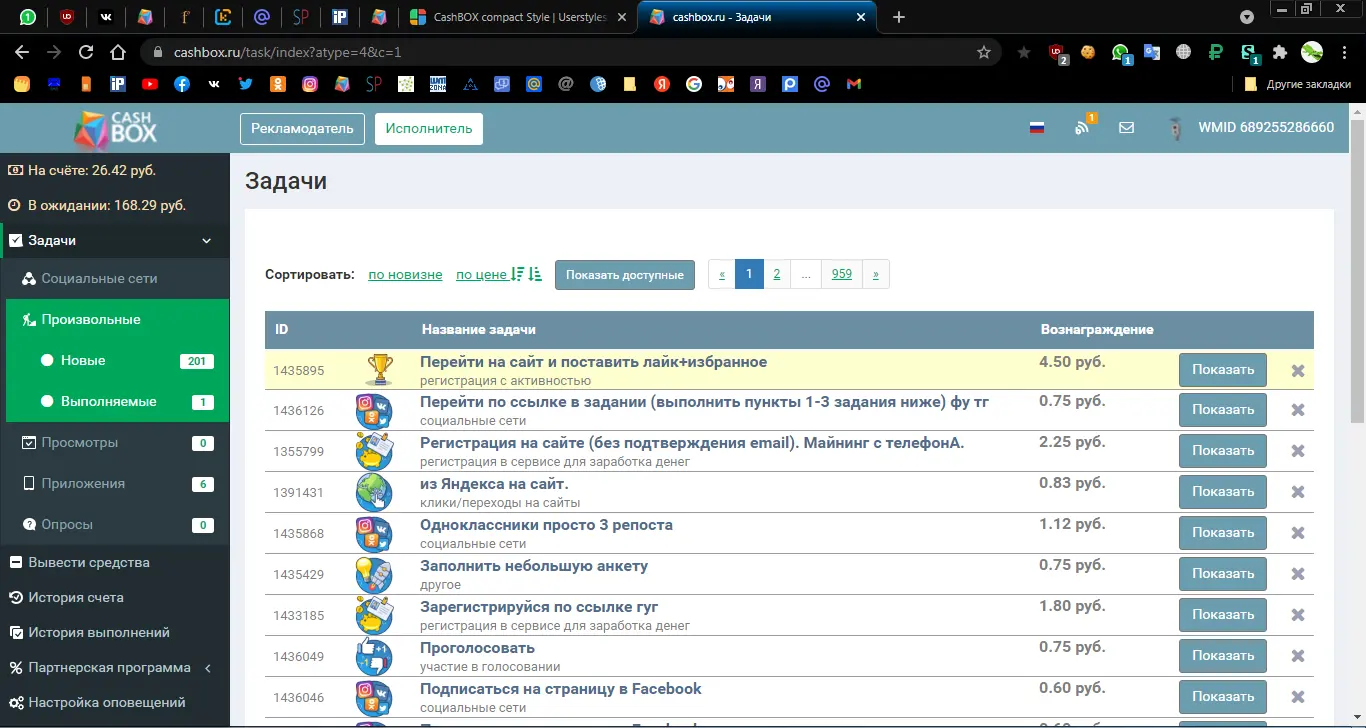 CashBOX compact Style | Userstyles
cashbox.ru - Задачи
cashbox.ru/task/index?atype=4&c=1
Другие закладки
CASH BOX
Рекламодатель
Исполнитель
1
WMID 689255286660
На счёте: 26.42 руб.
В ожидании: 168.29 руб.
Задачи
Социальные сети
Произвольные
Новые 201
Выполняемые 1
Просмотры 0
Приложения 6
Опросы 0
Вывести средства
История счета
История выполнений
Партнерская программа
Настройка оповещений
Задачи
Сортировать: по новизне по цене Показать доступные « 1 2 ... 959 »
ID Название задачи Вознаграждение
1435895 Перейти на сайт и поставить лайк+избранное 4.50 руб. Показать
регистрация с активностью
1436126 Перейти по ссылке в задании (выполнить пункты 1-3 задания ниже) фу тг 0.75 руб. Показать
социальные сети
1355799 Регистрация на сайте (без подтверждения email). Майнинг с телефонА. 2.25 руб. Показать
регистрация в сервисе для заработка денег
1391431 из Яндекса на сайт. 0.83 руб. Показать
клики/переходы на сайты
1435868 Одноклассники просто 3 репоста 1.12 руб. Показать
социальные сети
1435429 Заполнить небольшую анкету 0.75 руб. Показать
другое
1433185 Зарегистрируйся по ссылке гуг 1.80 руб. Показать
регистрация в сервисе для заработка денег
1436049 Проголосовать 0.75 руб. Показать
участие в голосовании
1436046 Подписаться на страницу в Facebook 0.60 руб. Показать
социальные сети